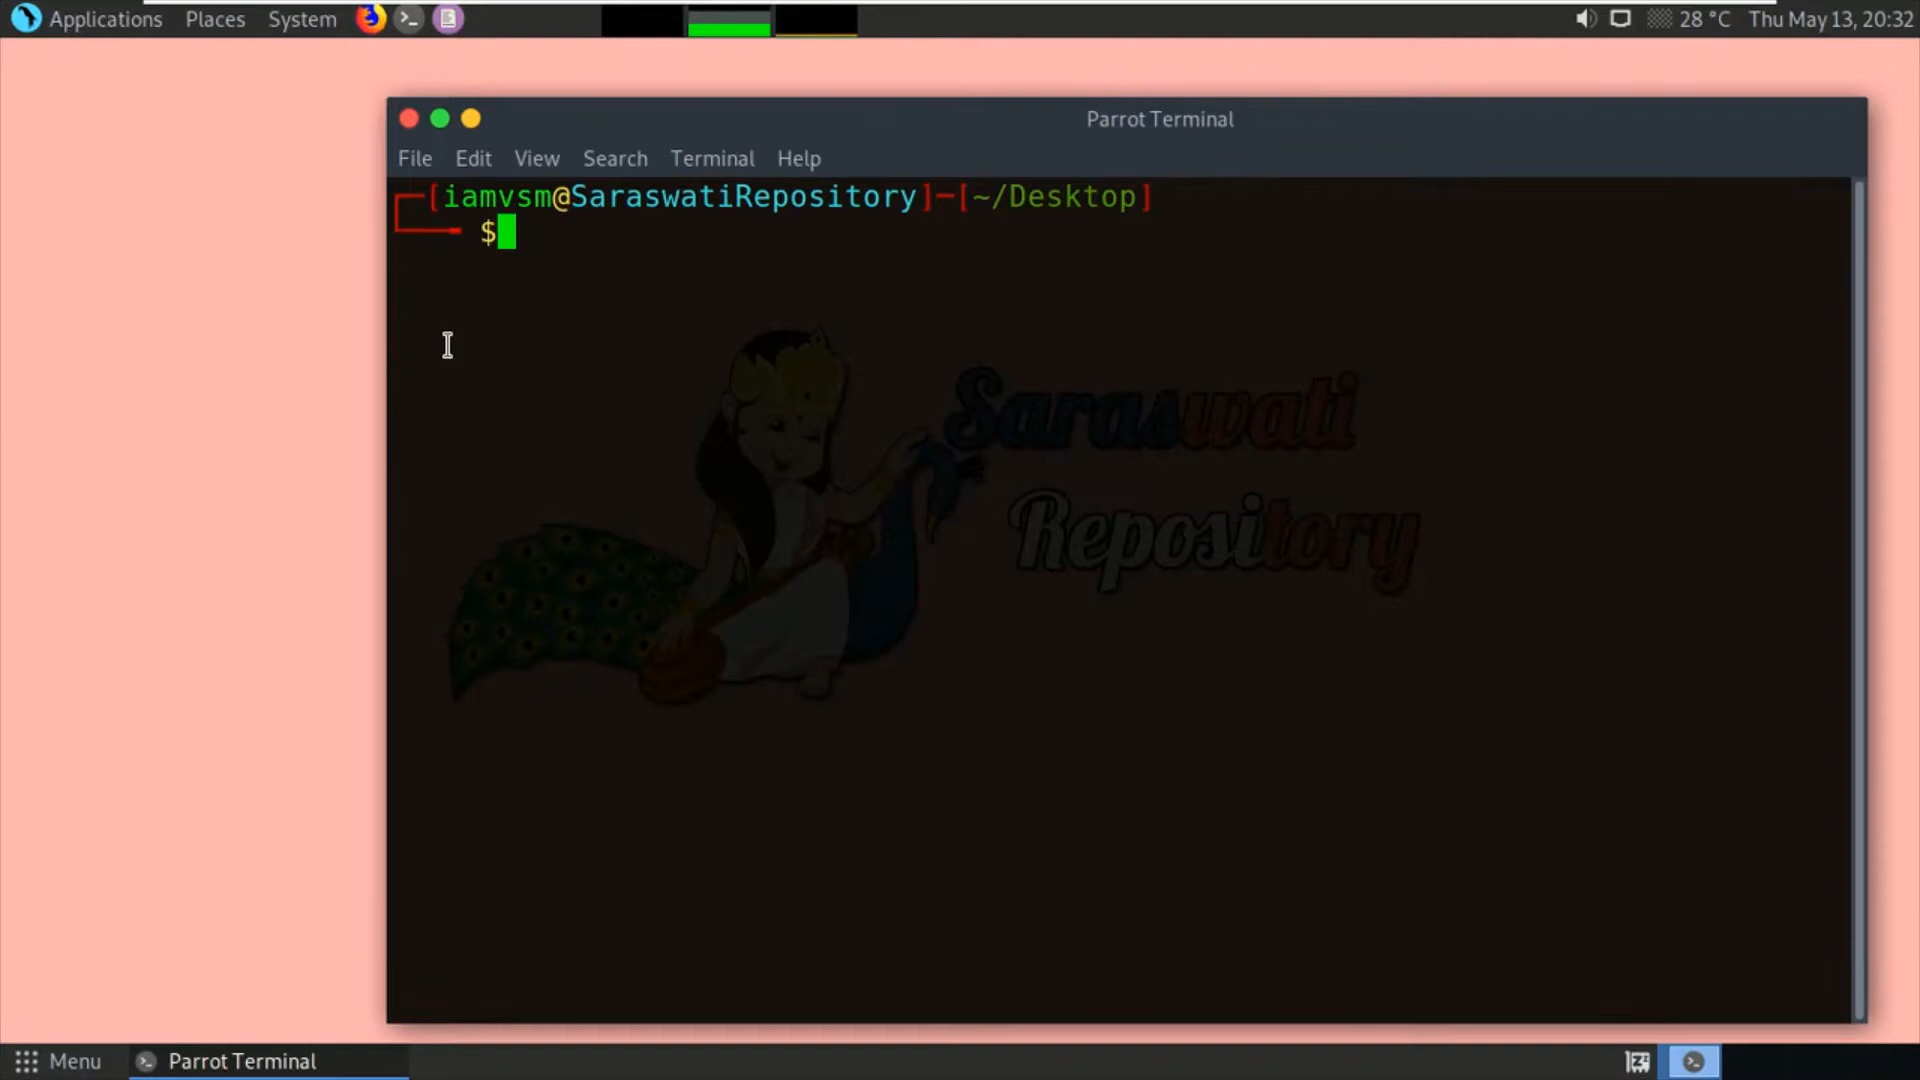 Applications Places System 28 °C Thu May 13, 20:32
Parrot Terminal
File Edit View Search Terminal Help
[iamvsm@SaraswatiRepository]─[~/Desktop]
$
Saraswati
Repository
Menu Parrot Terminal